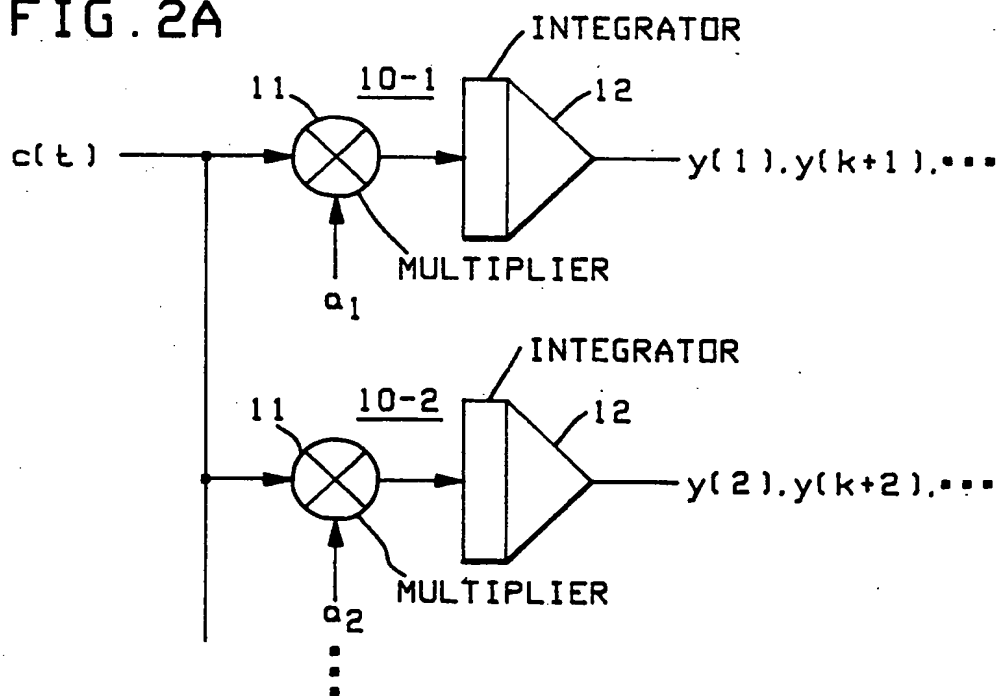 FIG. 2A
INTEGRATOR
11
10-1
12
c(t)
y(1), y(k+1), ...
MULTIPLIER
a1
INTEGRATOR
11
10-2
12
y(2), y(k+2), ...
MULTIPLIER
a2